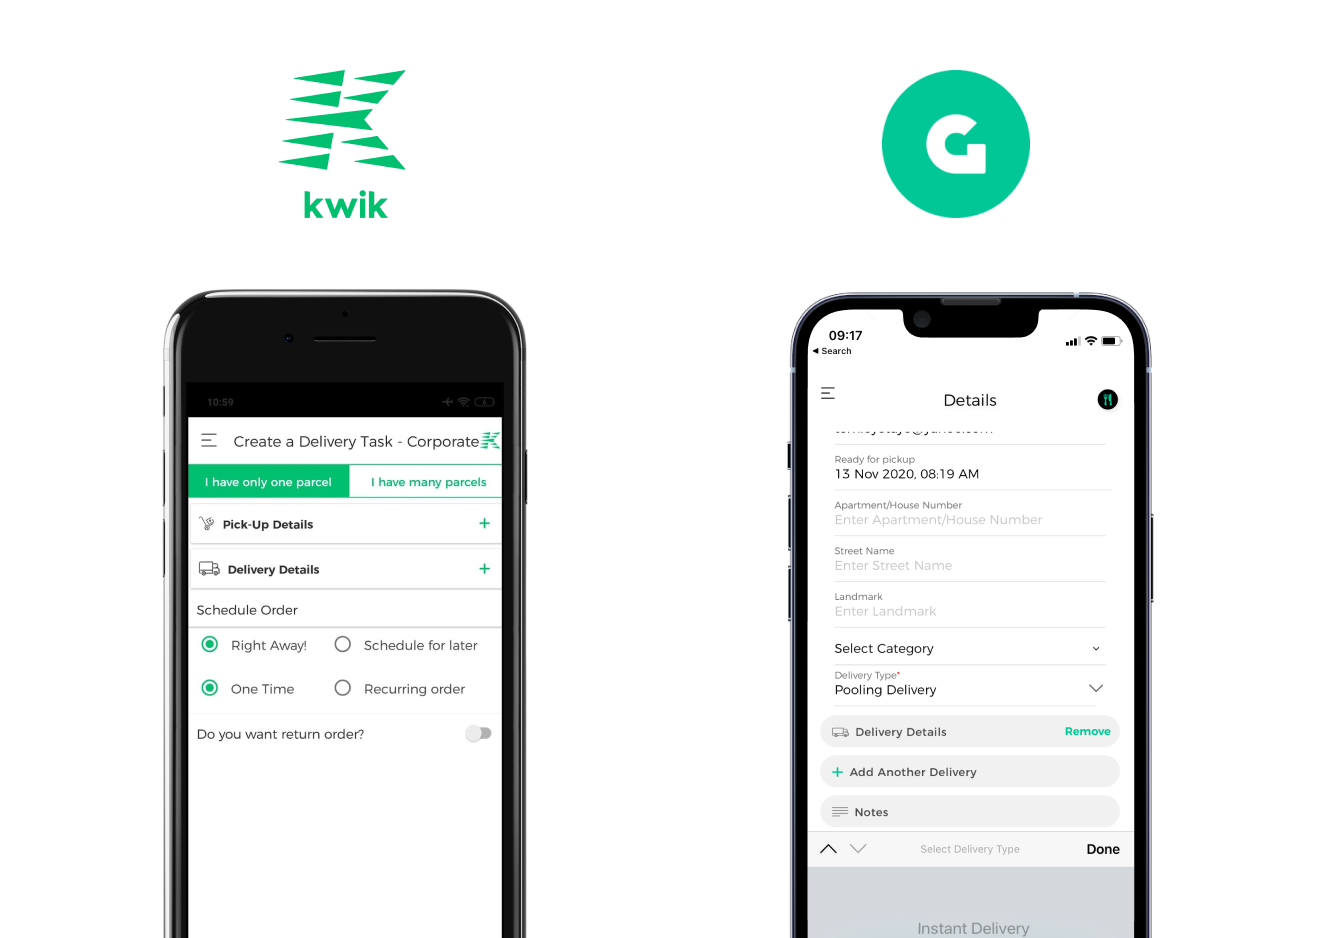 kwik
G
10:59
Create a Delivery Task - Corporate
I have only one parcel
I have many parcels
Pick-Up Details
+
Delivery Details
+
Schedule Order
Right Away!
Schedule for later
One Time
Recurring order
Do you want return order?
09:17
Search
Details
Ready for pickup
13 Nov 2020, 08:19 AM
Apartment/House Number
Enter Apartment/House Number
Street Name
Enter Street Name
Landmark
Enter Landmark
Select Category
Delivery Type*
Pooling Delivery
Delivery Details
Remove
+ Add Another Delivery
Notes
Select Delivery Type
Done
Instant Delivery